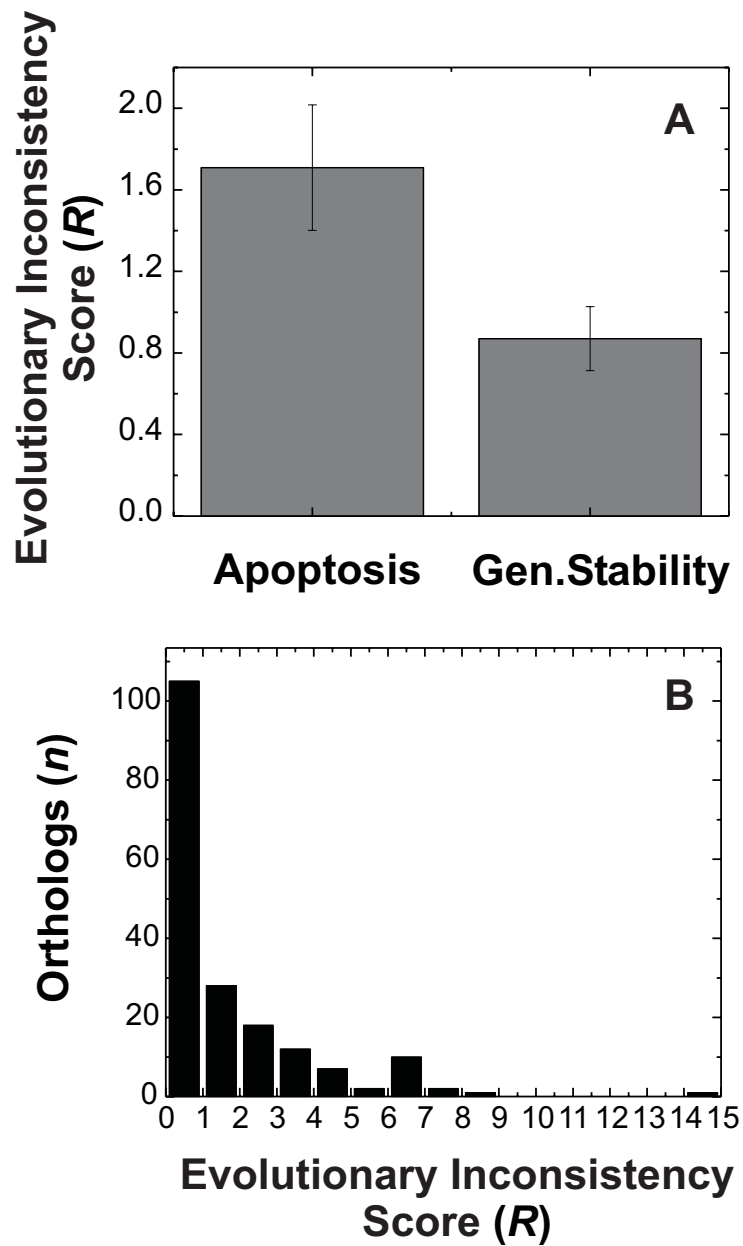 Evolutionary Inconsistency
Score (R)
2.0
1.6
1.2
0.8
0.4
0.0
A
Apoptosis
Gen.Stability
Orthologs (n)
100
80
60
40
20
0
B
0 1 2 3 4 5 6 7 8 9 10 11 12 13 14 15
Evolutionary Inconsistency
Score (R)